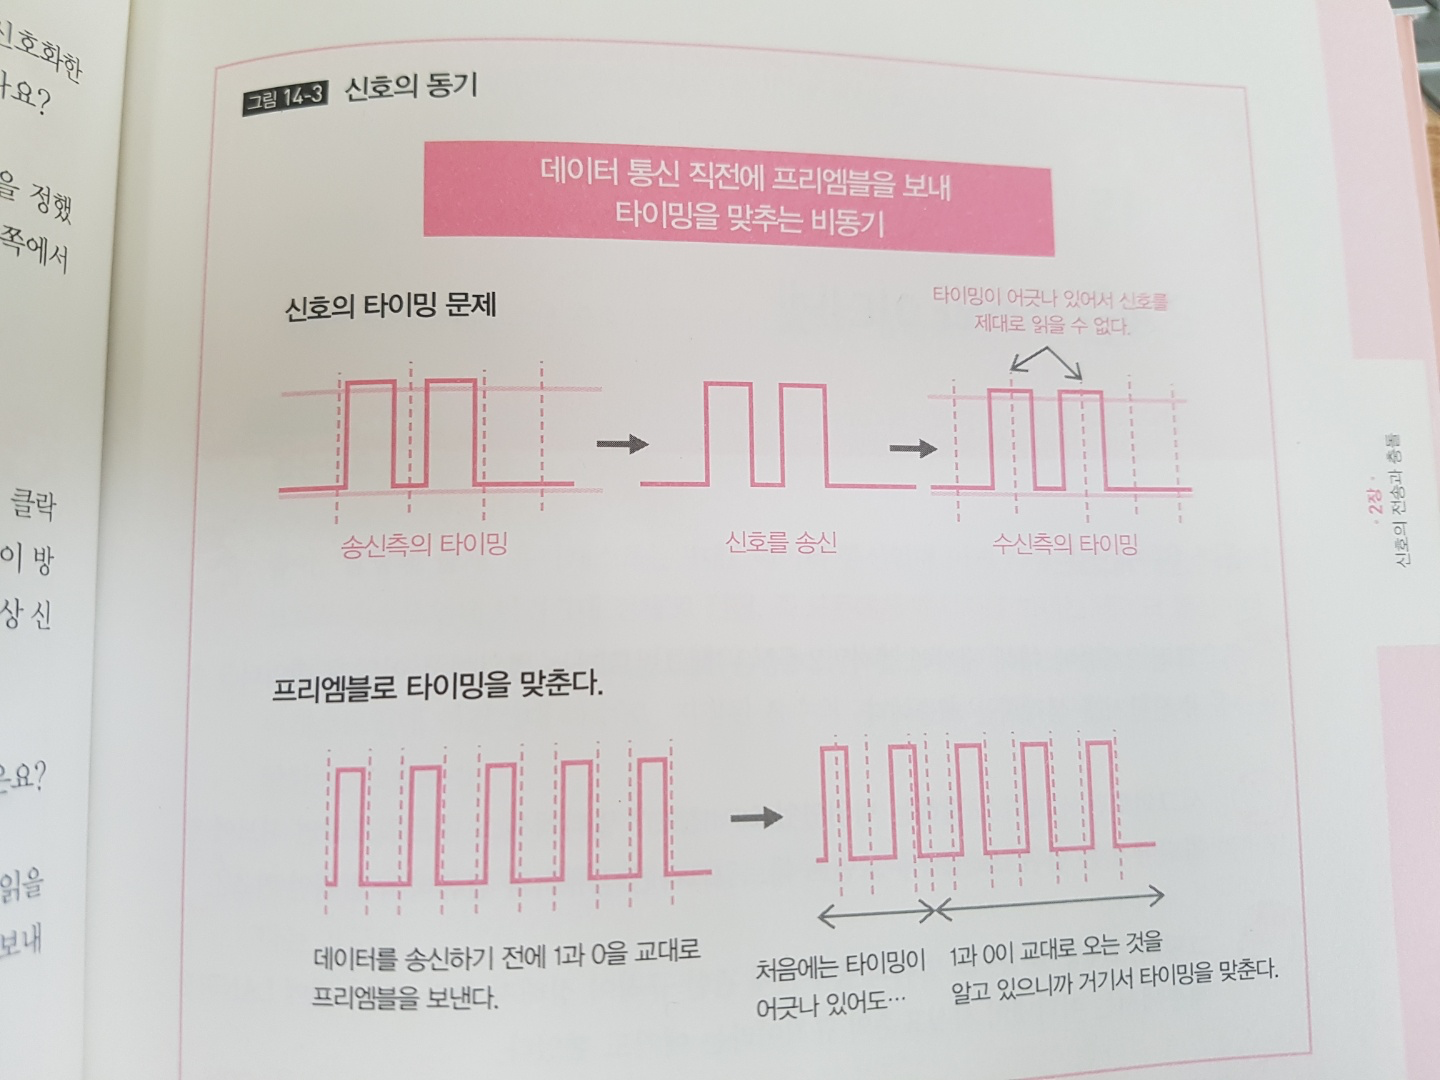 신호화한
나요?
을 정했
쪽에서
클락
이 방
상 신
은요?
읽을
보내
그림 14-3 신호의 동기
데이터 통신 직전에 프리엠블을 보내
타이밍을 맞추는 비동기
신호의 타이밍 문제
타이밍이 어긋나 있어서 신호를
제대로 읽을 수 없다.
송신측의 타이밍
신호를 송신
수신측의 타이밍
프리엠블로 타이밍을 맞춘다.
데이터를 송신하기 전에 1과 0을 교대로
프리엠블을 보낸다.
처음에는 타이밍이
어긋나 있어도…
1과 0이 교대로 오는 것을
알고 있으니까 거기서 타이밍을 맞춘다.
· 2장 ·
신호의 전송과 충돌